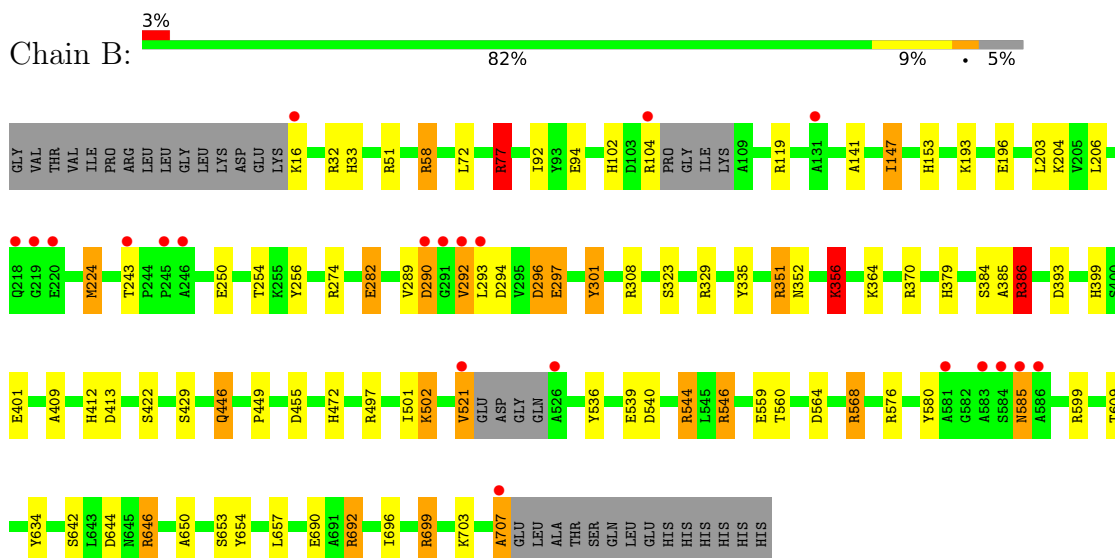 3%
Chain B:
82% 9% • 5%
GLY VAL THR VAL ILE PRO ARG LEU LEU GLY LEU LYS ASP GLU LYS K16 R32 H33 R51 R58 L72 R77 I92 Y93 E94 H102 D103 R104 PRO GLY ILE LYS A109 R119 A131 A141 I147 H153 K193 E196 L203 K204 V205 L206
Q218 G219 E220 M224 T243 P244 P245 A246 E250 T254 K255 Y256 R274 E282 V289 D290 G291 V292 L293 D294 V295 D296 E297 Y301 R308 S323 R329 Y335 R351 N352 K356 K364 R370 H379 S384 A385 R386 D393 H399 S400
E401 A409 H412 D413 S422 S429 Q446 P449 D455 H472 R497 I501 K502 V521 GLU ASP GLY GLN A526 Y536 E539 D540 R544 L545 R546 E559 T560 D564 R568 R576 Y580 A581 G582 A583 S584 N585 A586 R599
Y634 S642 L643 D644 N645 R646 A650 S653 Y654 L657 E690 A691 R692 I696 R699 K703 A707 GLU LEU ALA THR SER GLN LEU GLU HIS HIS HIS HIS HIS HIS